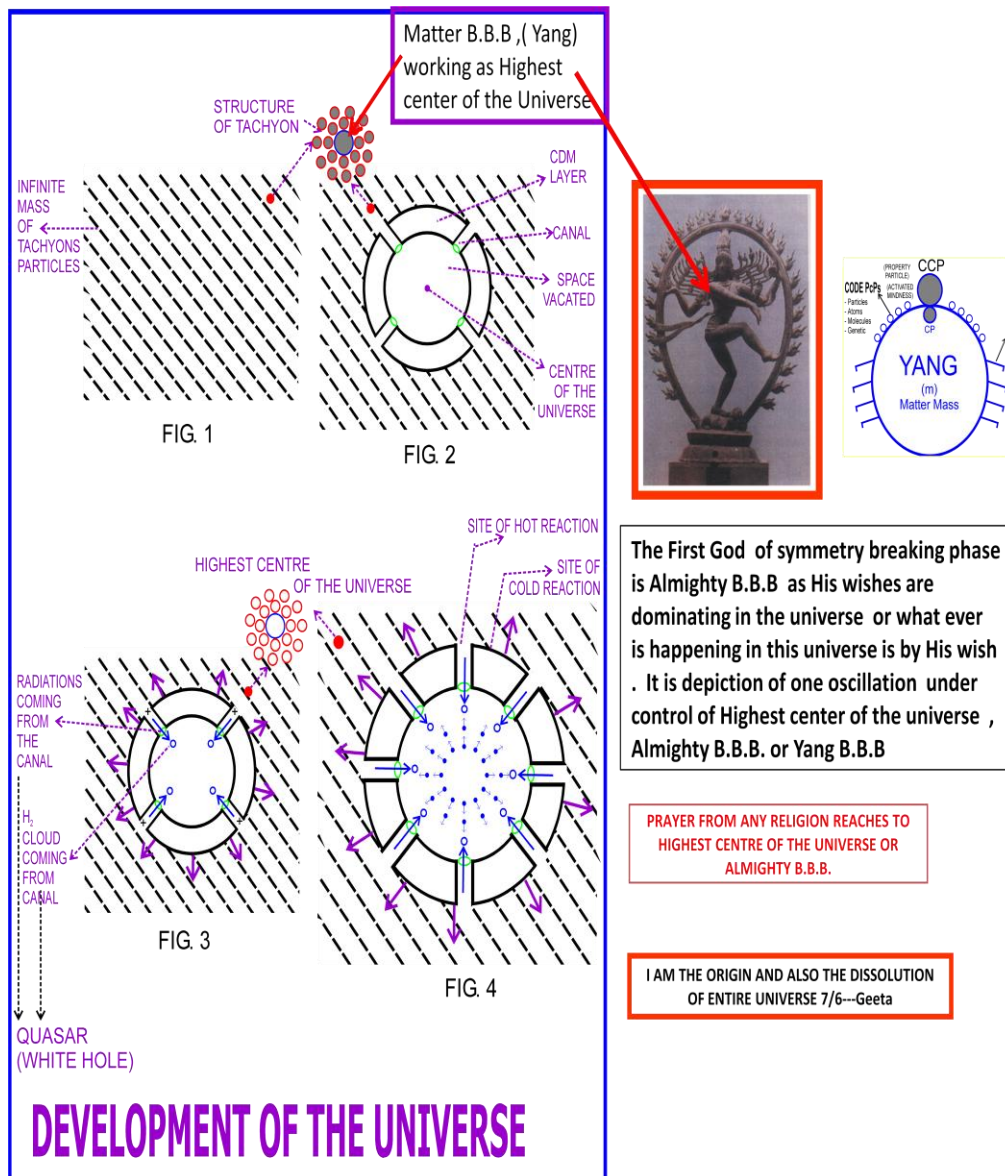 Matter B.B.B ,( Yang)
working as Highest
center of the Universe
STRUCTURE
OF TACHYON
INFINITE
MASS
OF
TACHYONS
PARTICLES
CDM
LAYER
CANAL
SPACE
VACATED
CENTRE
OF THE
UNIVERSE
FIG. 1
FIG. 2
(PROPERTY
PARTICLE)
CCP
CODE PcPs
(ACTIVATED
MINDNESS)
- Particles
- Atoms
- Molecules
- Genetic
CP
YANG
(m)
Matter Mass
SITE OF HOT REACTION
SITE OF
COLD REACTION
HIGHEST CENTRE
OF THE UNIVERSE
RADIATIONS
COMING
FROM
THE
CANAL
H₂
CLOUD
COMING
FROM
CANAL
+
+
+
+
FIG. 3
FIG. 4
QUASAR
(WHITE HOLE)
DEVELOPMENT OF THE UNIVERSE
The First God of symmetry breaking phase
is Almighty B.B.B as His wishes are
dominating in the universe or what ever
is happening in this universe is by His wish
. It is depiction of one oscillation under
control of Highest center of the universe ,
Almighty B.B.B. or Yang B.B.B
PRAYER FROM ANY RELIGION REACHES TO
HIGHEST CENTRE OF THE UNIVERSE OR
ALMIGHTY B.B.B.
I AM THE ORIGIN AND ALSO THE DISSOLUTION
OF ENTIRE UNIVERSE 7/6---Geeta